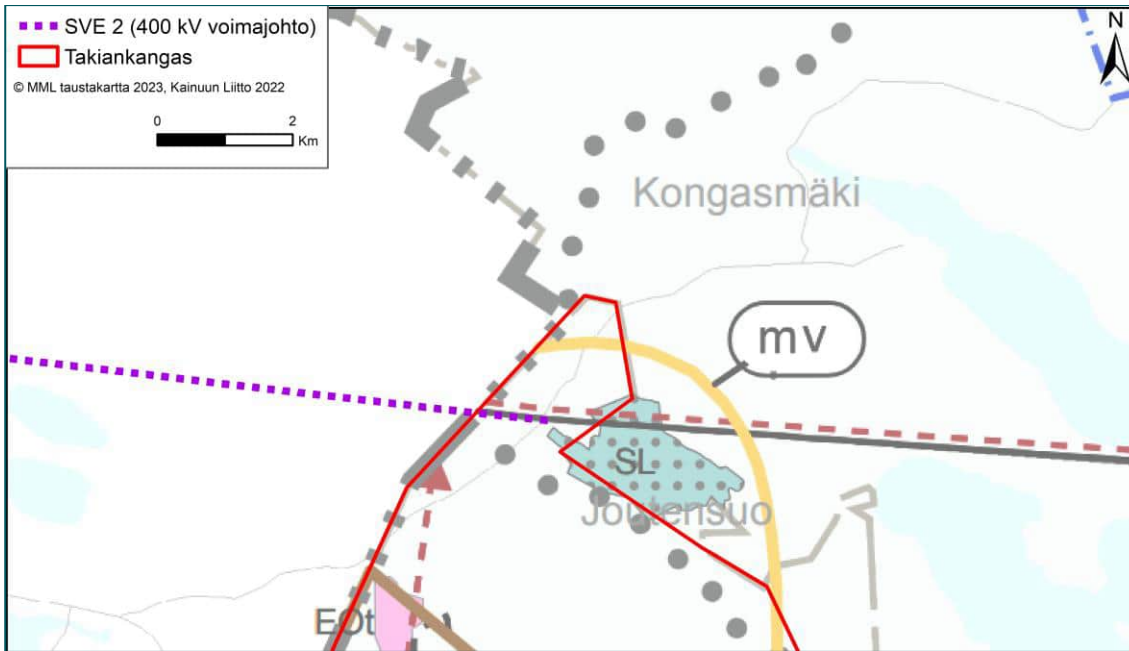 SVE 2 (400 kV voimajohto)
Takiankangas
© MML taustakartta 2023, Kainuun Liitto 2022
0 2
Km
N
Kongasmäki
mv
SL
Joutensuo
EOt